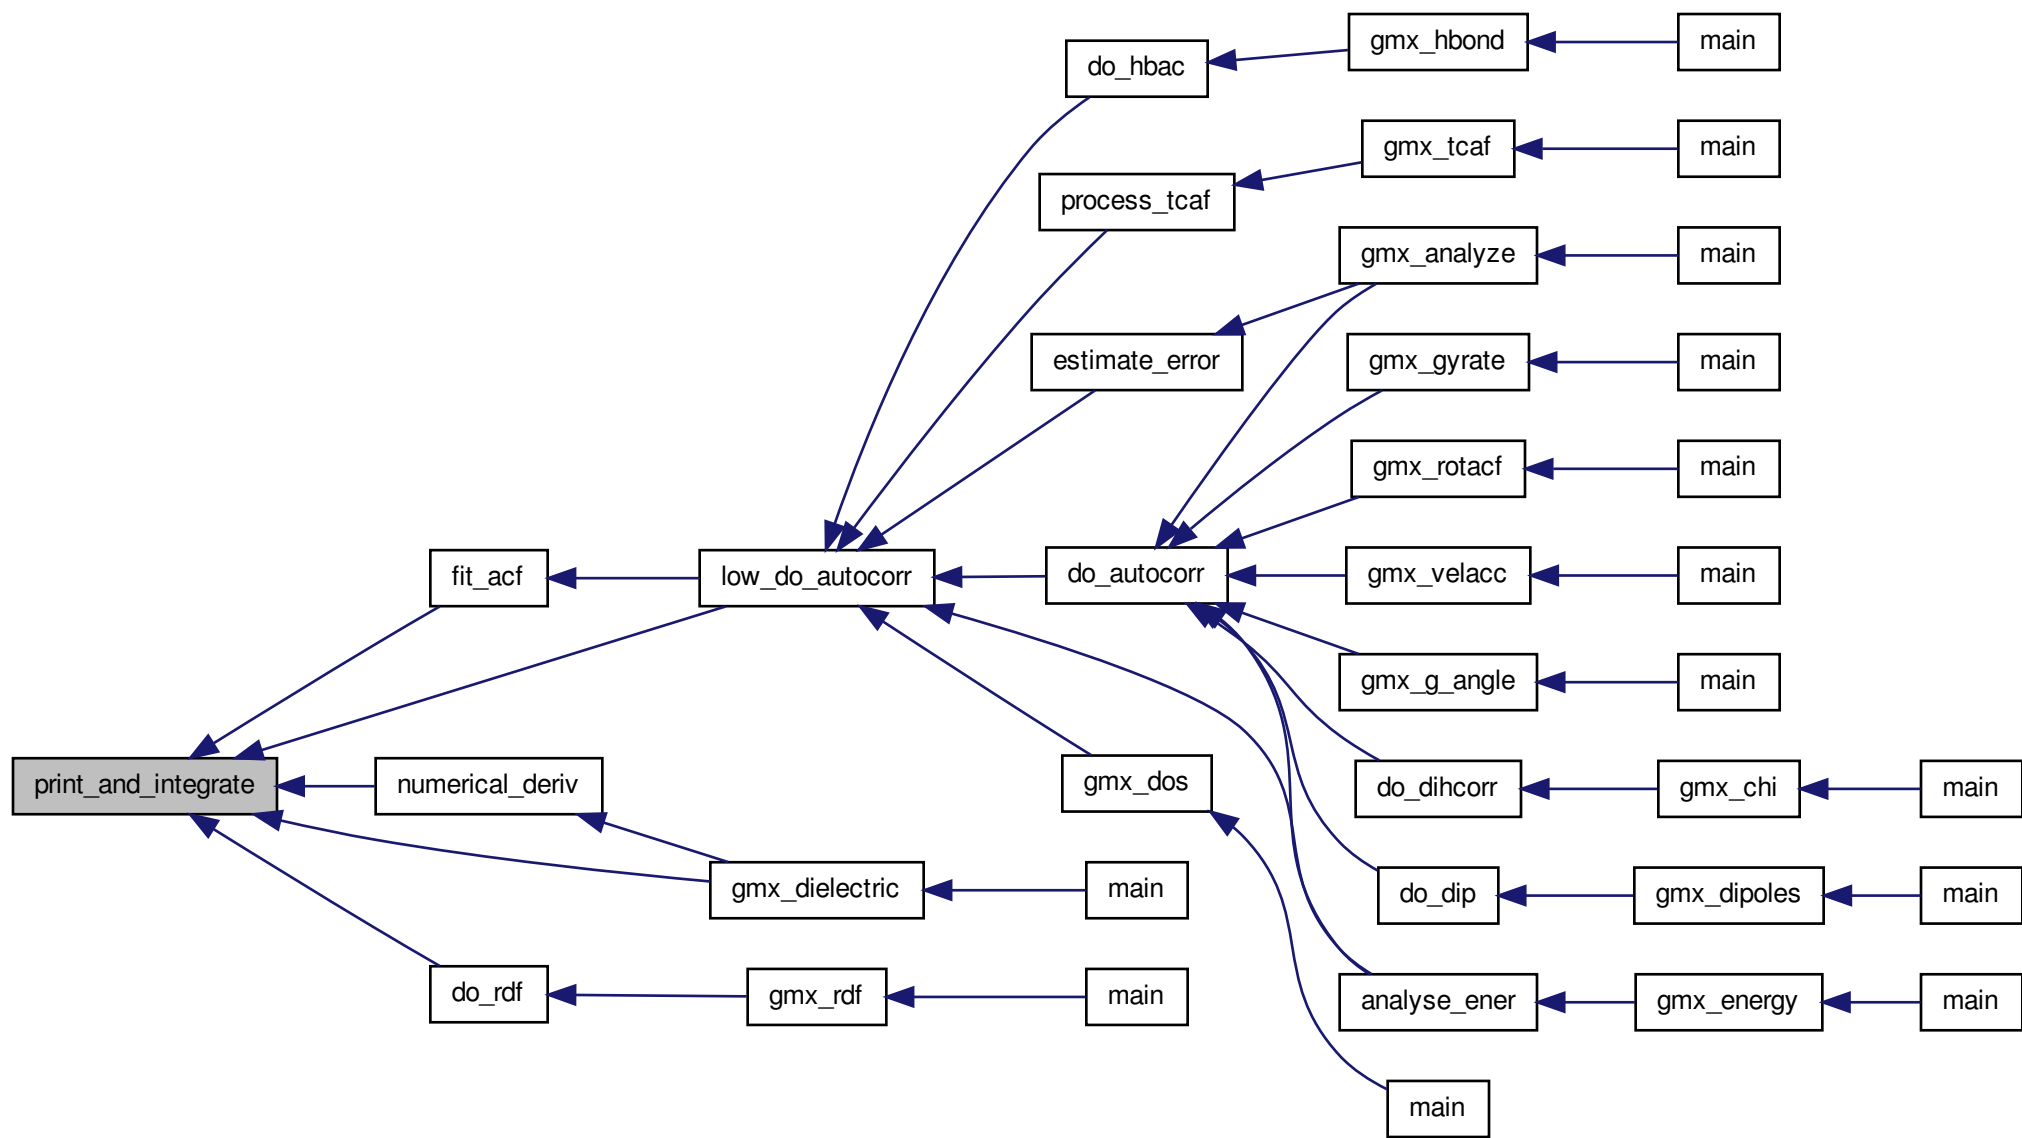 gmx_hbond
main
do_hbac
gmx_tcaf
main
process_tcaf
gmx_analyze
main
estimate_error
gmx_gyrate
main
gmx_rotacf
main
fit_acf
low_do_autocorr
do_autocorr
gmx_velacc
main
gmx_g_angle
main
print_and_integrate
numerical_deriv
gmx_dos
do_dihcorr
gmx_chi
main
gmx_dielectric
main
do_dip
gmx_dipoles
main
do_rdf
gmx_rdf
main
analyse_ener
gmx_energy
main
main